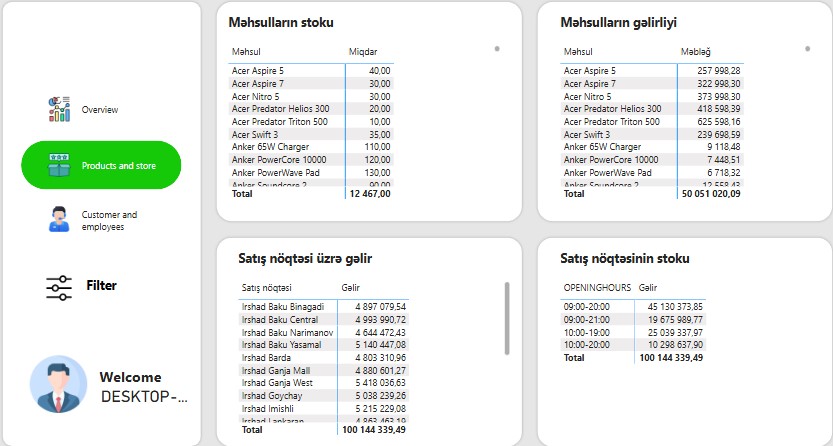 Overview
Products and store
Customer and
employees
Filter
Welcome
DESKTOP-...
Məhsulların stoku
Məhsul Miqdar
Acer Aspire 5 40,00
Acer Aspire 7 30,00
Acer Nitro 5 30,00
Acer Predator Helios 300 20,00
Acer Predator Triton 500 10,00
Acer Swift 3 35,00
Anker 65W Charger 110,00
Anker PowerCore 10000 120,00
Anker PowerWave Pad 130,00
Anker Soundcore 2 90,00
Total 12 467,00
Məhsulların gəlirliyi
Məhsul Məbləğ
Acer Aspire 5 257 998,28
Acer Aspire 7 322 998,30
Acer Nitro 5 373 998,30
Acer Predator Helios 300 418 598,39
Acer Predator Triton 500 625 598,16
Acer Swift 3 239 698,59
Anker 65W Charger 9 118,48
Anker PowerCore 10000 7 448,51
Anker PowerWave Pad 6 718,32
Anker Soundcore 2 12 558,43
Total 50 051 020,09
Satış nöqtəsi üzrə gəlir
Satış nöqtəsi Gəlir
Irshad Baku Binagadi 4 897 079,54
Irshad Baku Central 4 993 990,72
Irshad Baku Narimanov 4 644 472,43
Irshad Baku Yasamal 5 140 447,08
Irshad Barda 4 803 310,96
Irshad Ganja Mall 4 880 601,27
Irshad Ganja West 5 418 036,63
Irshad Goychay 5 038 239,26
Irshad Imishli 5 215 229,08
Irshad Lankaran 4 863 463,19
Total 100 144 339,49
Satış nöqtəsinin stoku
OPENINGHOURS Gəlir
09:00-20:00 45 130 373,85
09:00-21:00 19 675 989,77
10:00-19:00 25 039 337,97
10:00-20:00 10 298 637,90
Total 100 144 339,49